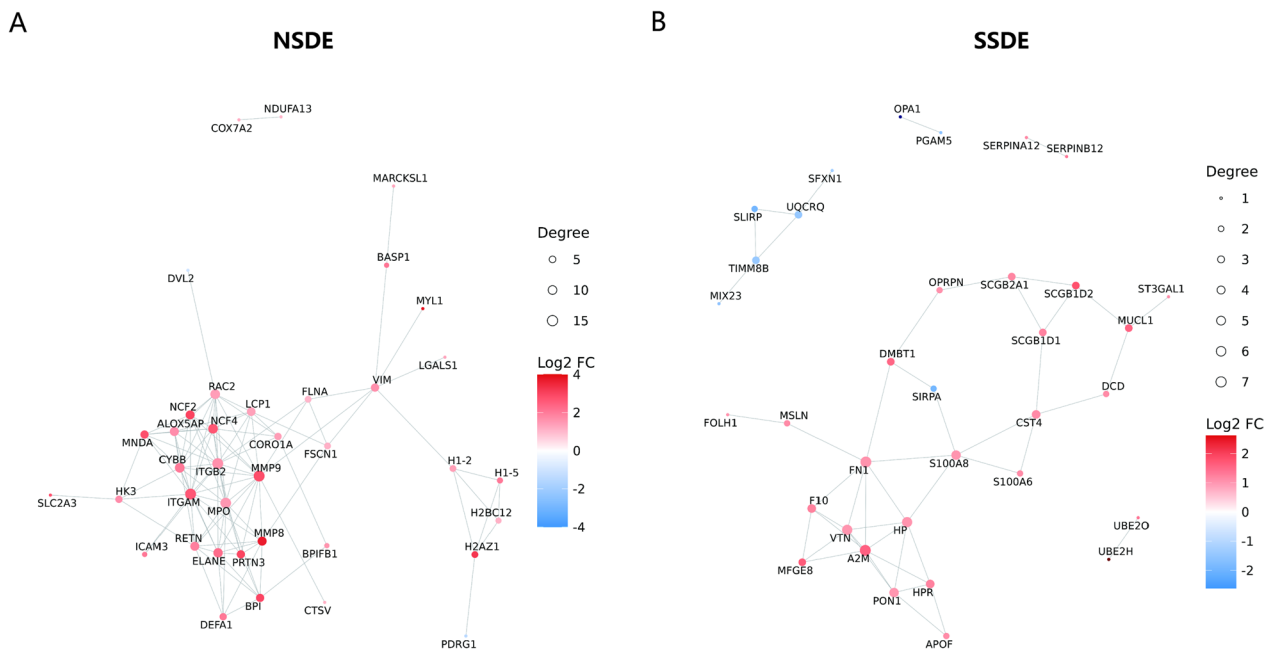 A
NSDE
NDUFA13
COX7A2
MARCKSL1
DVL2
BASP1
MYL1
LGALS1
VIM
RAC2
FLNA
NCF2
LCP1
ALOX5AP
NCF4
MNDA
CORO1A
FSCN1
CYBB
ITGB2
MMP9
H1-2
H1-5
SLC2A3
HK3
ITGAM
MPO
H2BC12
RETN
MMP8
ICAM3
ELANE
PRTN3
BPIFB1
H2AZ1
BPI
CTSV
DEFA1
PDRG1
Degree
5
10
15
Log2 FC
4
2
0
-2
-4
B
SSDE
OPA1
PGAM5
SERPINA12
SERPINB12
SFXN1
SLIRP
UQCRQ
TIMM8B
MIX23
OPRPN
SCGB2A1
SCGB1D2
ST3GAL1
MUCL1
SCGB1D1
DMBT1
SIRPA
DCD
FOLH1
MSLN
CST4
FN1
S100A8
S100A6
F10
VTN
HP
A2M
MFGE8
UBE2O
UBE2H
PON1
HPR
APOF
Degree
1
2
3
4
5
6
7
Log2 FC
2
1
0
-1
-2